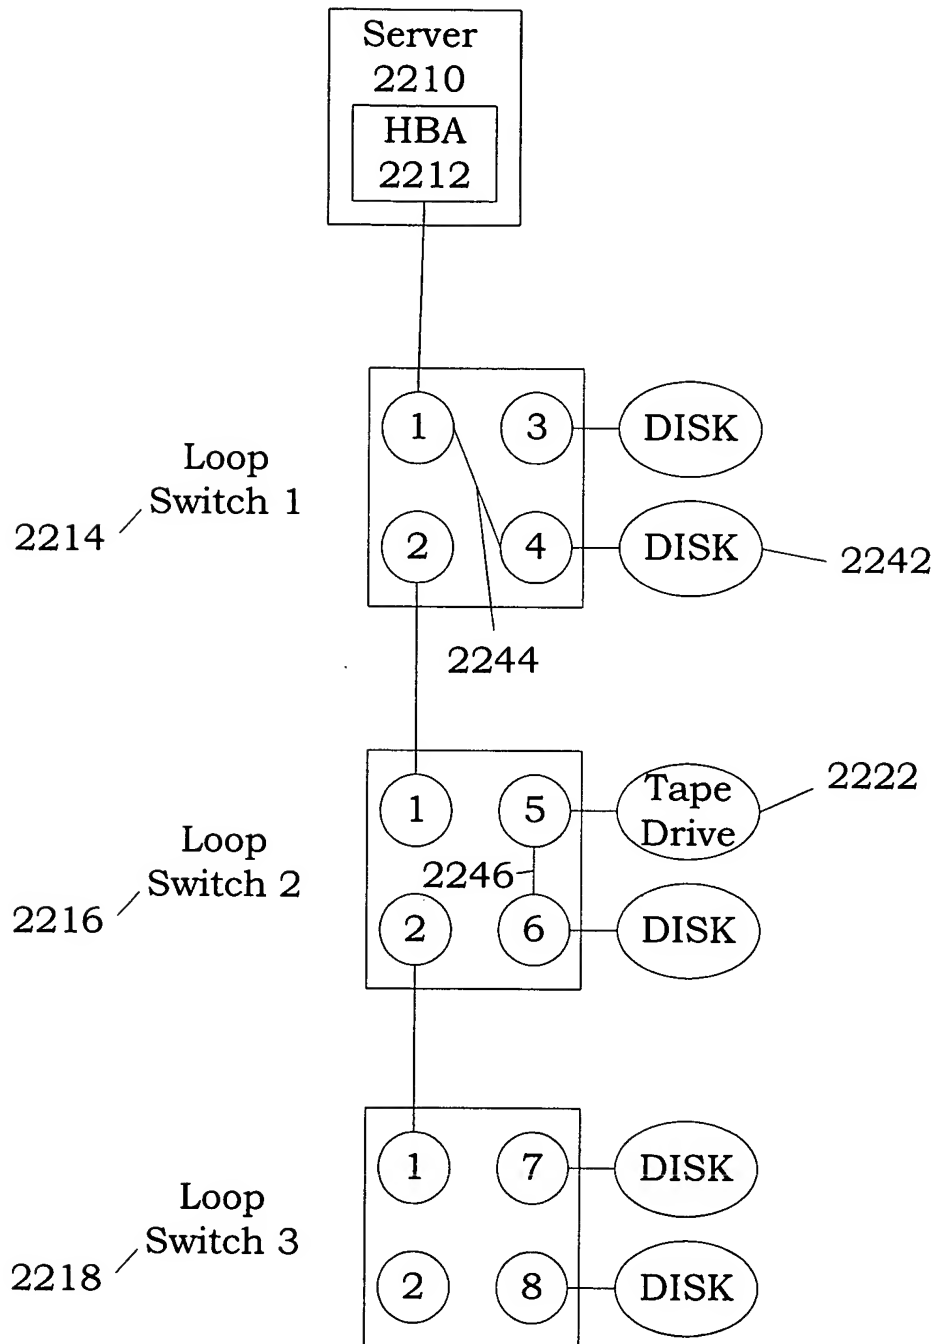 Server
2210
HBA
2212
1
3
DISK
Loop
Switch 1
2214
2
4
DISK
2242
2244
1
5
Tape
Drive
2222
Loop
Switch 2
2246
2216
2
6
DISK
1
7
DISK
Loop
Switch 3
2218
2
8
DISK